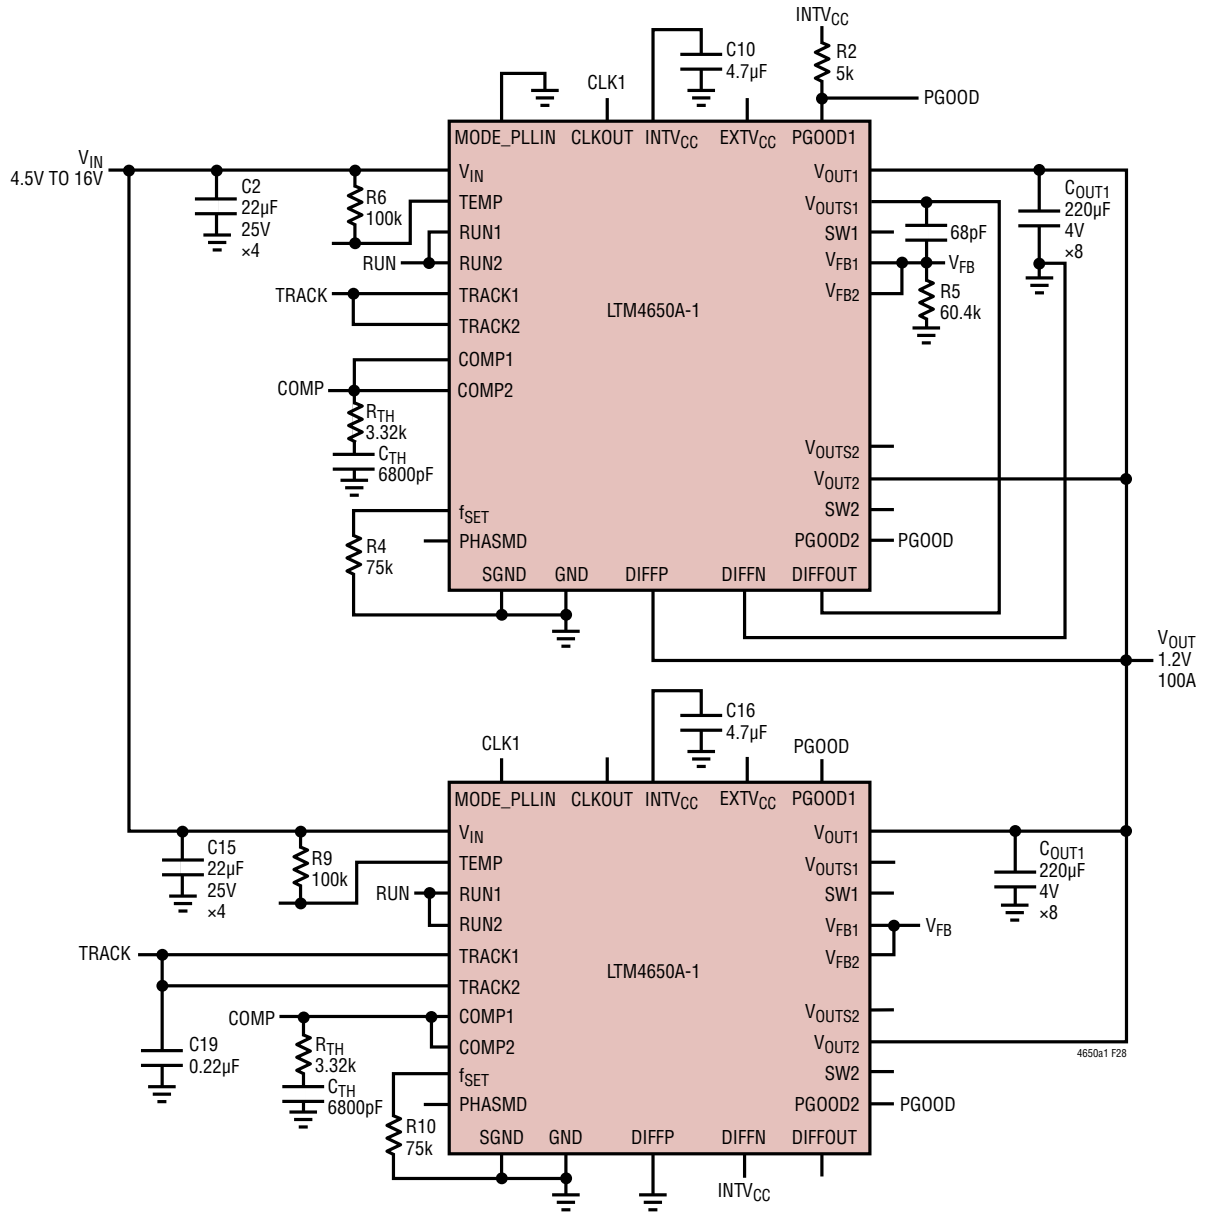 INTVCC
C10
4.7µF
R2
5k
CLK1
PGOOD
MODE_PLLIN
CLKOUT
INTVCC
EXTVCC
PGOOD1
VIN
4.5V TO 16V
C2
22µF
25V
×4
R6
100k
VIN
TEMP
RUN1
RUN
RUN2
TRACK
TRACK1
TRACK2
COMP1
COMP
COMP2
RTH
3.32k
CTH
6800pF
fSET
PHASMD
R4
75k
SGND
GND
DIFFP
DIFFN
DIFFOUT
LTM4650A-1
VOUT1
VOUTS1
SW1
VFB1
VFB2
68pF
VFB
R5
60.4k
COUT1
220µF
4V
×8
VOUTS2
VOUT2
SW2
PGOOD2
PGOOD
VOUT
1.2V
100A
C16
4.7µF
CLK1
PGOOD
MODE_PLLIN
CLKOUT
INTVCC
EXTVCC
PGOOD1
C15
22µF
25V
×4
R9
100k
VIN
TEMP
RUN
RUN1
RUN2
TRACK
TRACK1
TRACK2
COMP
COMP1
COMP2
C19
0.22µF
RTH
3.32k
CTH
6800pF
fSET
PHASMD
R10
75k
SGND
GND
DIFFP
DIFFN
DIFFOUT
INTVCC
LTM4650A-1
VOUT1
VOUTS1
SW1
VFB1
VFB
VFB2
COUT1
220µF
4V
×8
VOUTS2
VOUT2
SW2
PGOOD2
PGOOD
4650a1 F28